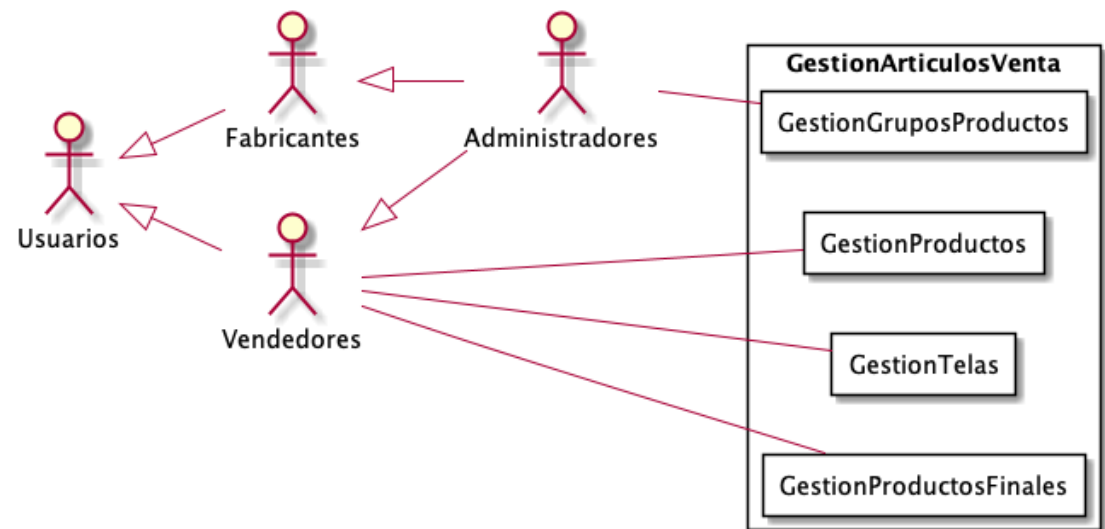 Fabricantes
Administradores
Usuarios
Vendedores
GestionArticulosVenta
GestionGruposProductos
GestionProductos
GestionTelas
GestionProductosFinales